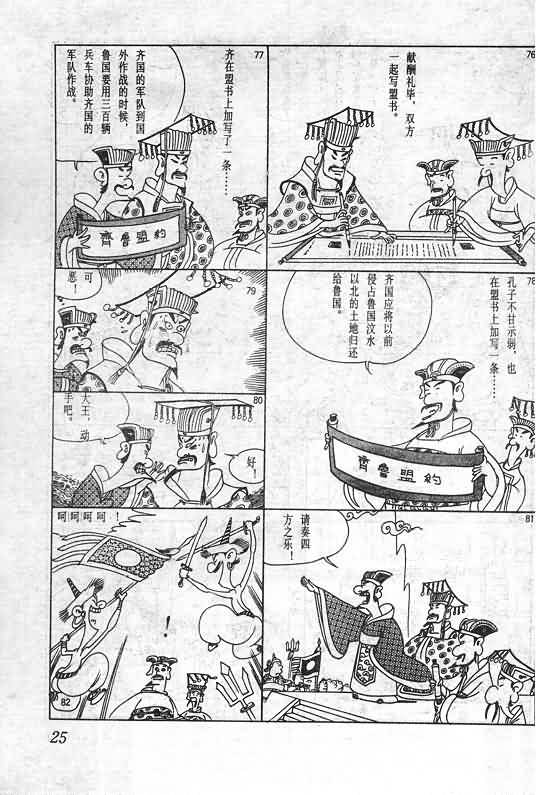 76
献酬礼毕，双方
一起写盟书。
77
齐在盟书上加写了一条……
齐国的军队到国
外作战的时候，
鲁国要用三百辆
兵车协助齐国的
军队作战。
齊魯盟約
78
孔子不甘示弱，也
在盟书上加写一条……
齐国应将以前
侵占鲁国汶水
以北的土地归还
给鲁国。
齊魯盟約
79
可
恶！
80
大王，动
手吧。
好！
81
请奏四
方之乐！
82
呵呵呵呵！
！
25